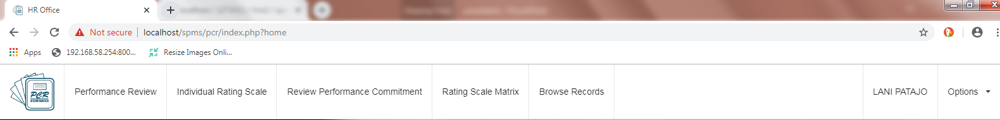 HR Office
Not secure localhost/spms/pcr/index.php?home
Apps 192.168.58.254:800... Resize Images Onli...
PCR
HRMO
Performance Review Individual Rating Scale Review Performance Commitment Rating Scale Matrix Browse Records LANI PATAJO Options